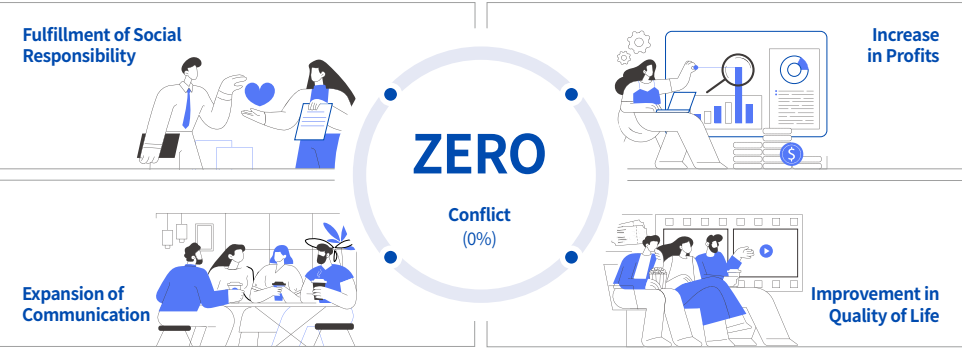 Fulfillment of Social
Responsibility
Increase
in Profits
ZERO
Conflict
(0%)
$
Expansion of
Communication
Improvement in
Quality of Life